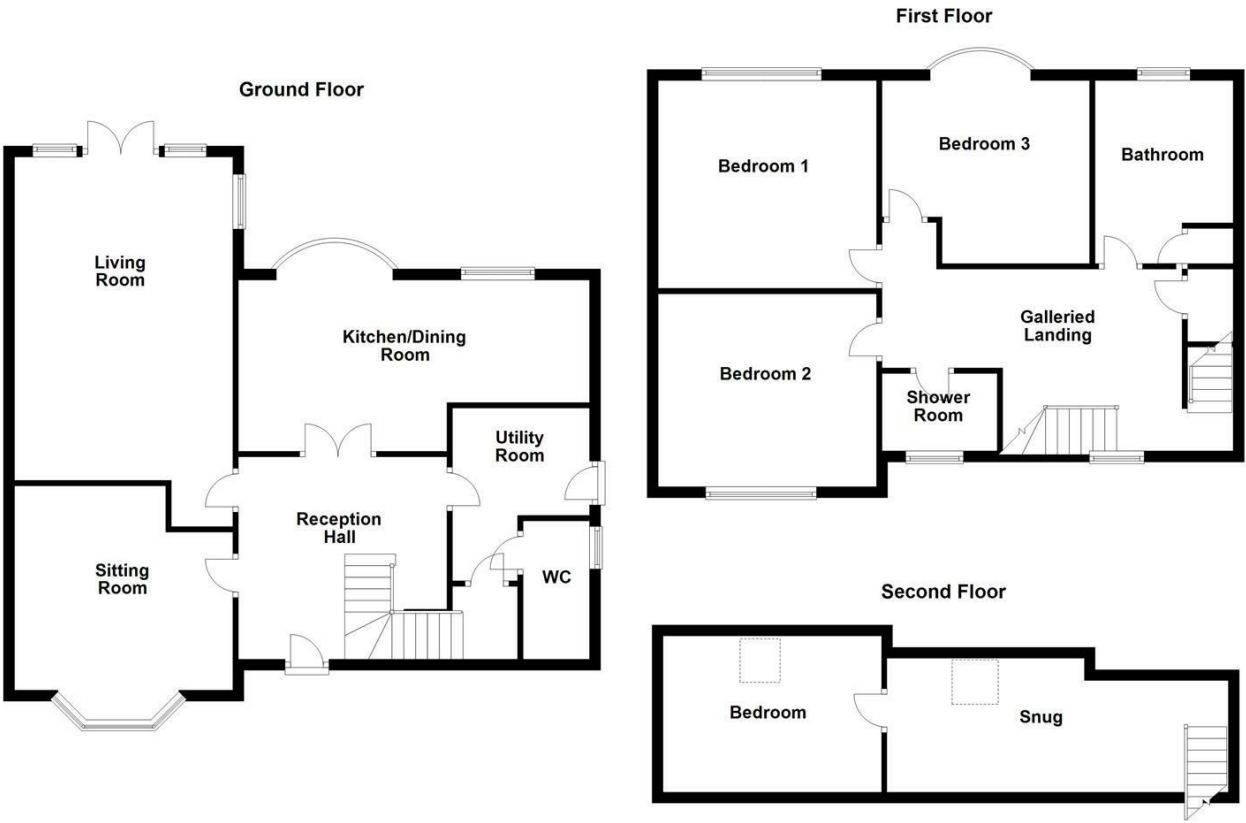 Ground Floor
Living
Room
Kitchen/Dining
Room
Utility
Room
Reception
Hall
Sitting
Room
WC
First Floor
Bedroom 1
Bedroom 3
Bathroom
Galleried
Landing
Bedroom 2
Shower
Room
Second Floor
Bedroom
Snug